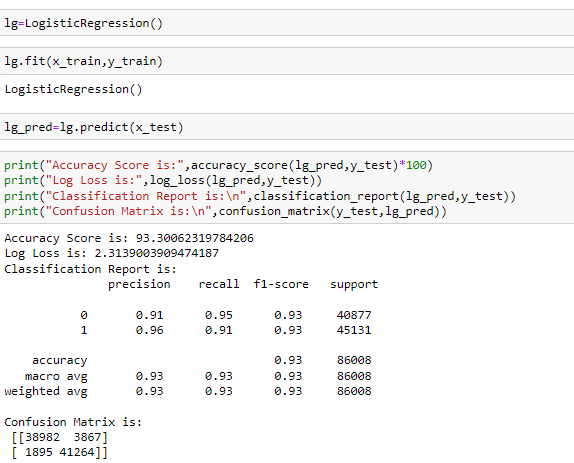 lg=LogisticRegression()
lg.fit(x_train,y_train)
LogisticRegression()
lg_pred=lg.predict(x_test)
print("Accuracy Score is:",accuracy_score(lg_pred,y_test)*100)
print("Log Loss is:",log_loss(lg_pred,y_test))
print("Classification Report is:\n",classification_report(lg_pred,y_test))
print("Confusion Matrix is:\n",confusion_matrix(y_test,lg_pred))
Accuracy Score is: 93.30062319784206
Log Loss is: 2.3139003909474187
Classification Report is:
precision recall f1-score support
0 0.91 0.95 0.93 40877
1 0.96 0.91 0.93 45131
accuracy 0.93 86008
macro avg 0.93 0.93 0.93 86008
weighted avg 0.93 0.93 0.93 86008
Confusion Matrix is:
[[38982 3867]
[ 1895 41264]]